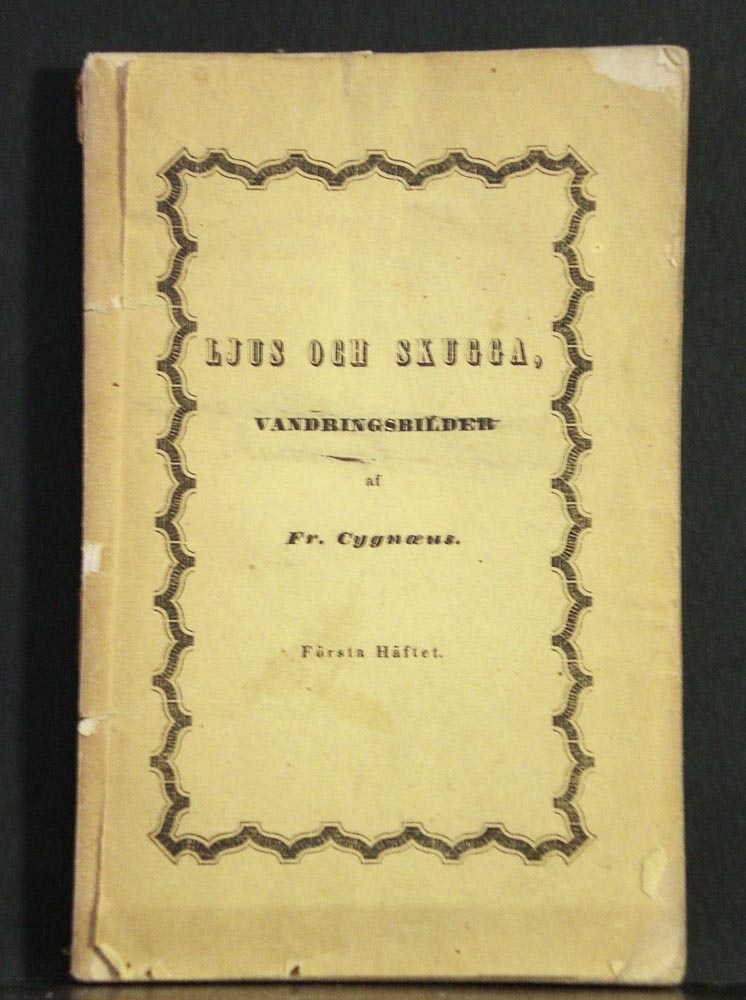 LJUS OCH SKUGGA,
VANDRINGSBILDER
af
Fr. Cygnæus.
Första Häftet.